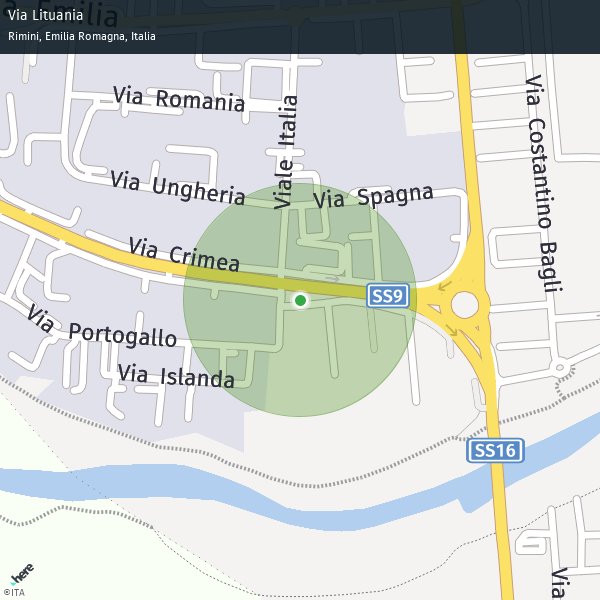 Via Lituania
Rimini, Emilia Romagna, Italia
Emilia
Via Romania
Viale Italia
Via Costantino Bagli
Via Ungheria
Via Spagna
Via Crimea
SS9
Via Portogallo
Via Islanda
SS16
Via
here
©ITA